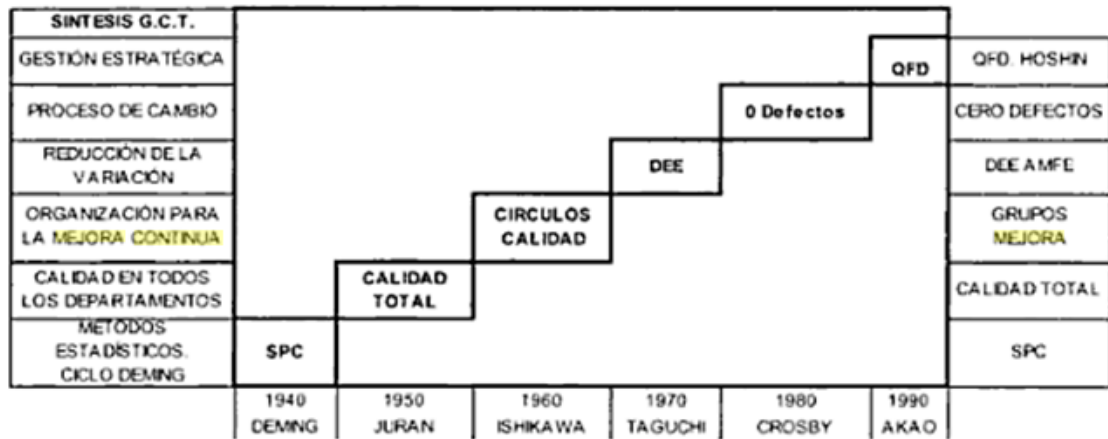 SINTESIS G.C.T.
GESTIÓN ESTRATÉGICA
QFD
QFD. HOSHIN
PROCESO DE CAMBIO
0 Defectos
CERO DEFECTOS
REDUCCIÓN DE LA
VARIACIÓN
DEE
DEE AMFE
ORGANIZACIÓN PARA
LA MEJORA CONTINUA
CIRCULOS
CALIDAD
GRUPOS
MEJORA
CALIDAD EN TODOS
LOS DEPARTAMENTOS
CALIDAD
TOTAL
CALIDAD TOTAL
METODOS
ESTADÍSTICOS.
CICLO DEMING
SPC
SPC
1940
DEMING
1950
JURAN
1960
ISHIKAWA
1970
TAGUCHI
1980
CROSBY
1990
AKAO